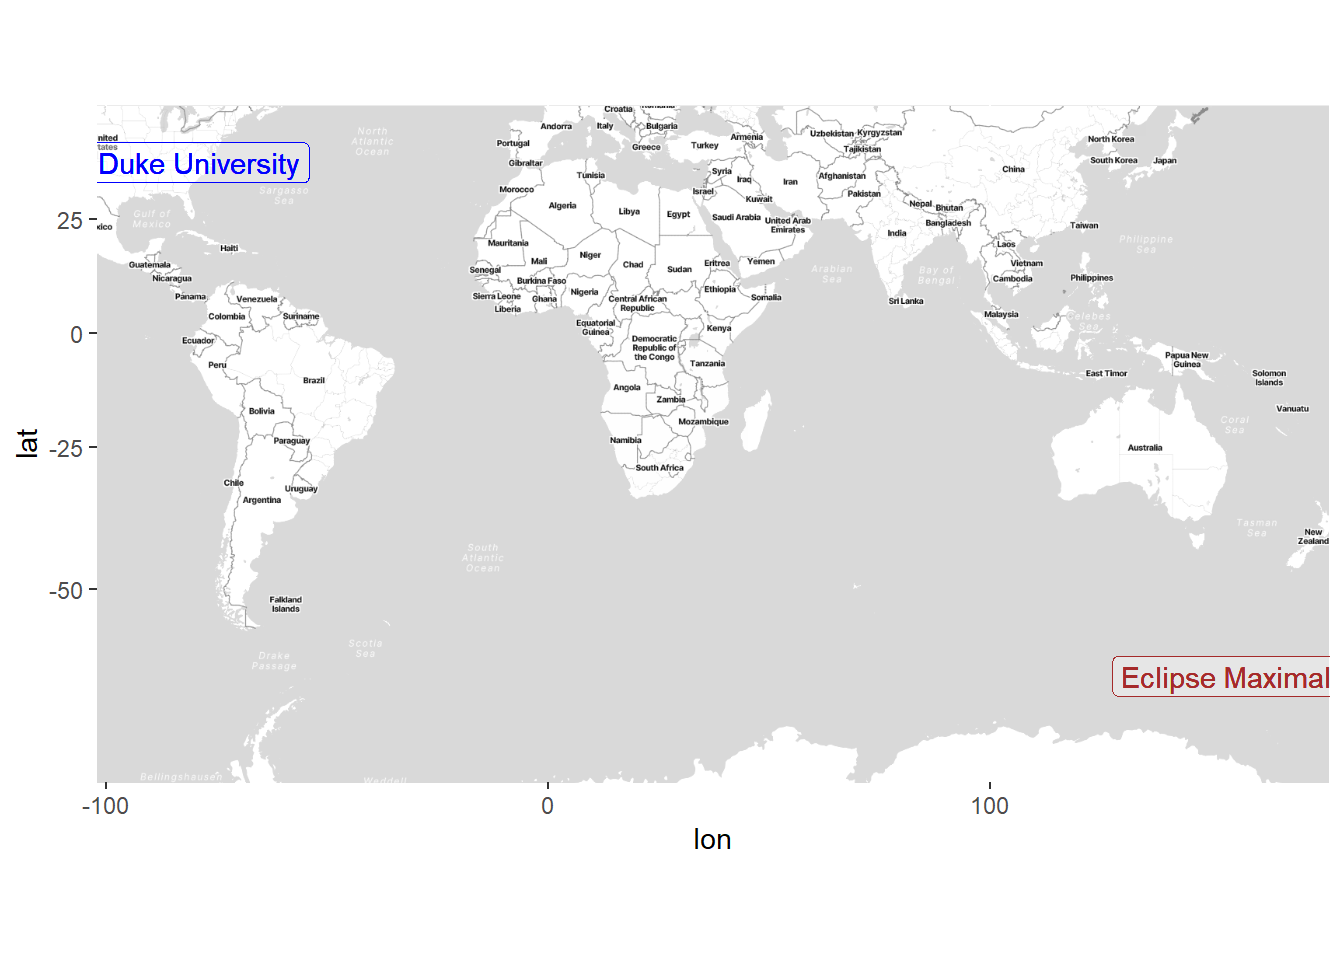 Croatia
Romania
North
Atlantic
Ocean
Andorra
Italy
Bulgaria
Portugal
Greece
Turkey
Armenia
Uzbekistan
Kyrgyzstan
Tajikistan
North Korea
South Korea
Japan
China
nited
tates
Duke University
Gibraltar
Tunisia
Syria
Iraq
Iran
Afghanistan
Pakistan
Israel
Kuwait
Morocco
Sargasso
Sea
Algeria
Libya
Egypt
Saudi Arabia
United Arab
Emirates
Nepal
Bhutan
Bangladesh
India
Taiwan
Gulf of
Mexico
xico
25
Haiti
Mauritania
Mali
Niger
Chad
Sudan
Eritrea
Yemen
Laos
Vietnam
Cambodia
Philippines
Philippine
Sea
Guatemala
Nicaragua
Panama
Senegal
Burkina Faso
Sierra Leone
Ghana
Liberia
Nigeria
Central African
Republic
Ethiopia
Somalia
Arabian
Sea
Bay of
Bengal
Sri Lanka
Malaysia
Celebes
Sea
Venezuela
Colombia
Suriname
0
Ecuador
Peru
Brazil
Equatorial
Guinea
Democratic
Republic of
the Congo
Kenya
Tanzania
East Timor
Papua New
Guinea
Solomon
Islands
Vanuatu
Angola
Zambia
Mozambique
Bolivia
Paraguay
Namibia
South Africa
Coral
Sea
Australia
lat
-25
Chile
Argentina
Uruguay
South
Atlantic
Ocean
Tasman
Sea
New
Zealand
-50
Falkland
Islands
Drake
Passage
Scotia
Sea
Eclipse Maximal
Bellingshausen
Weddell
-100
0
100
lon